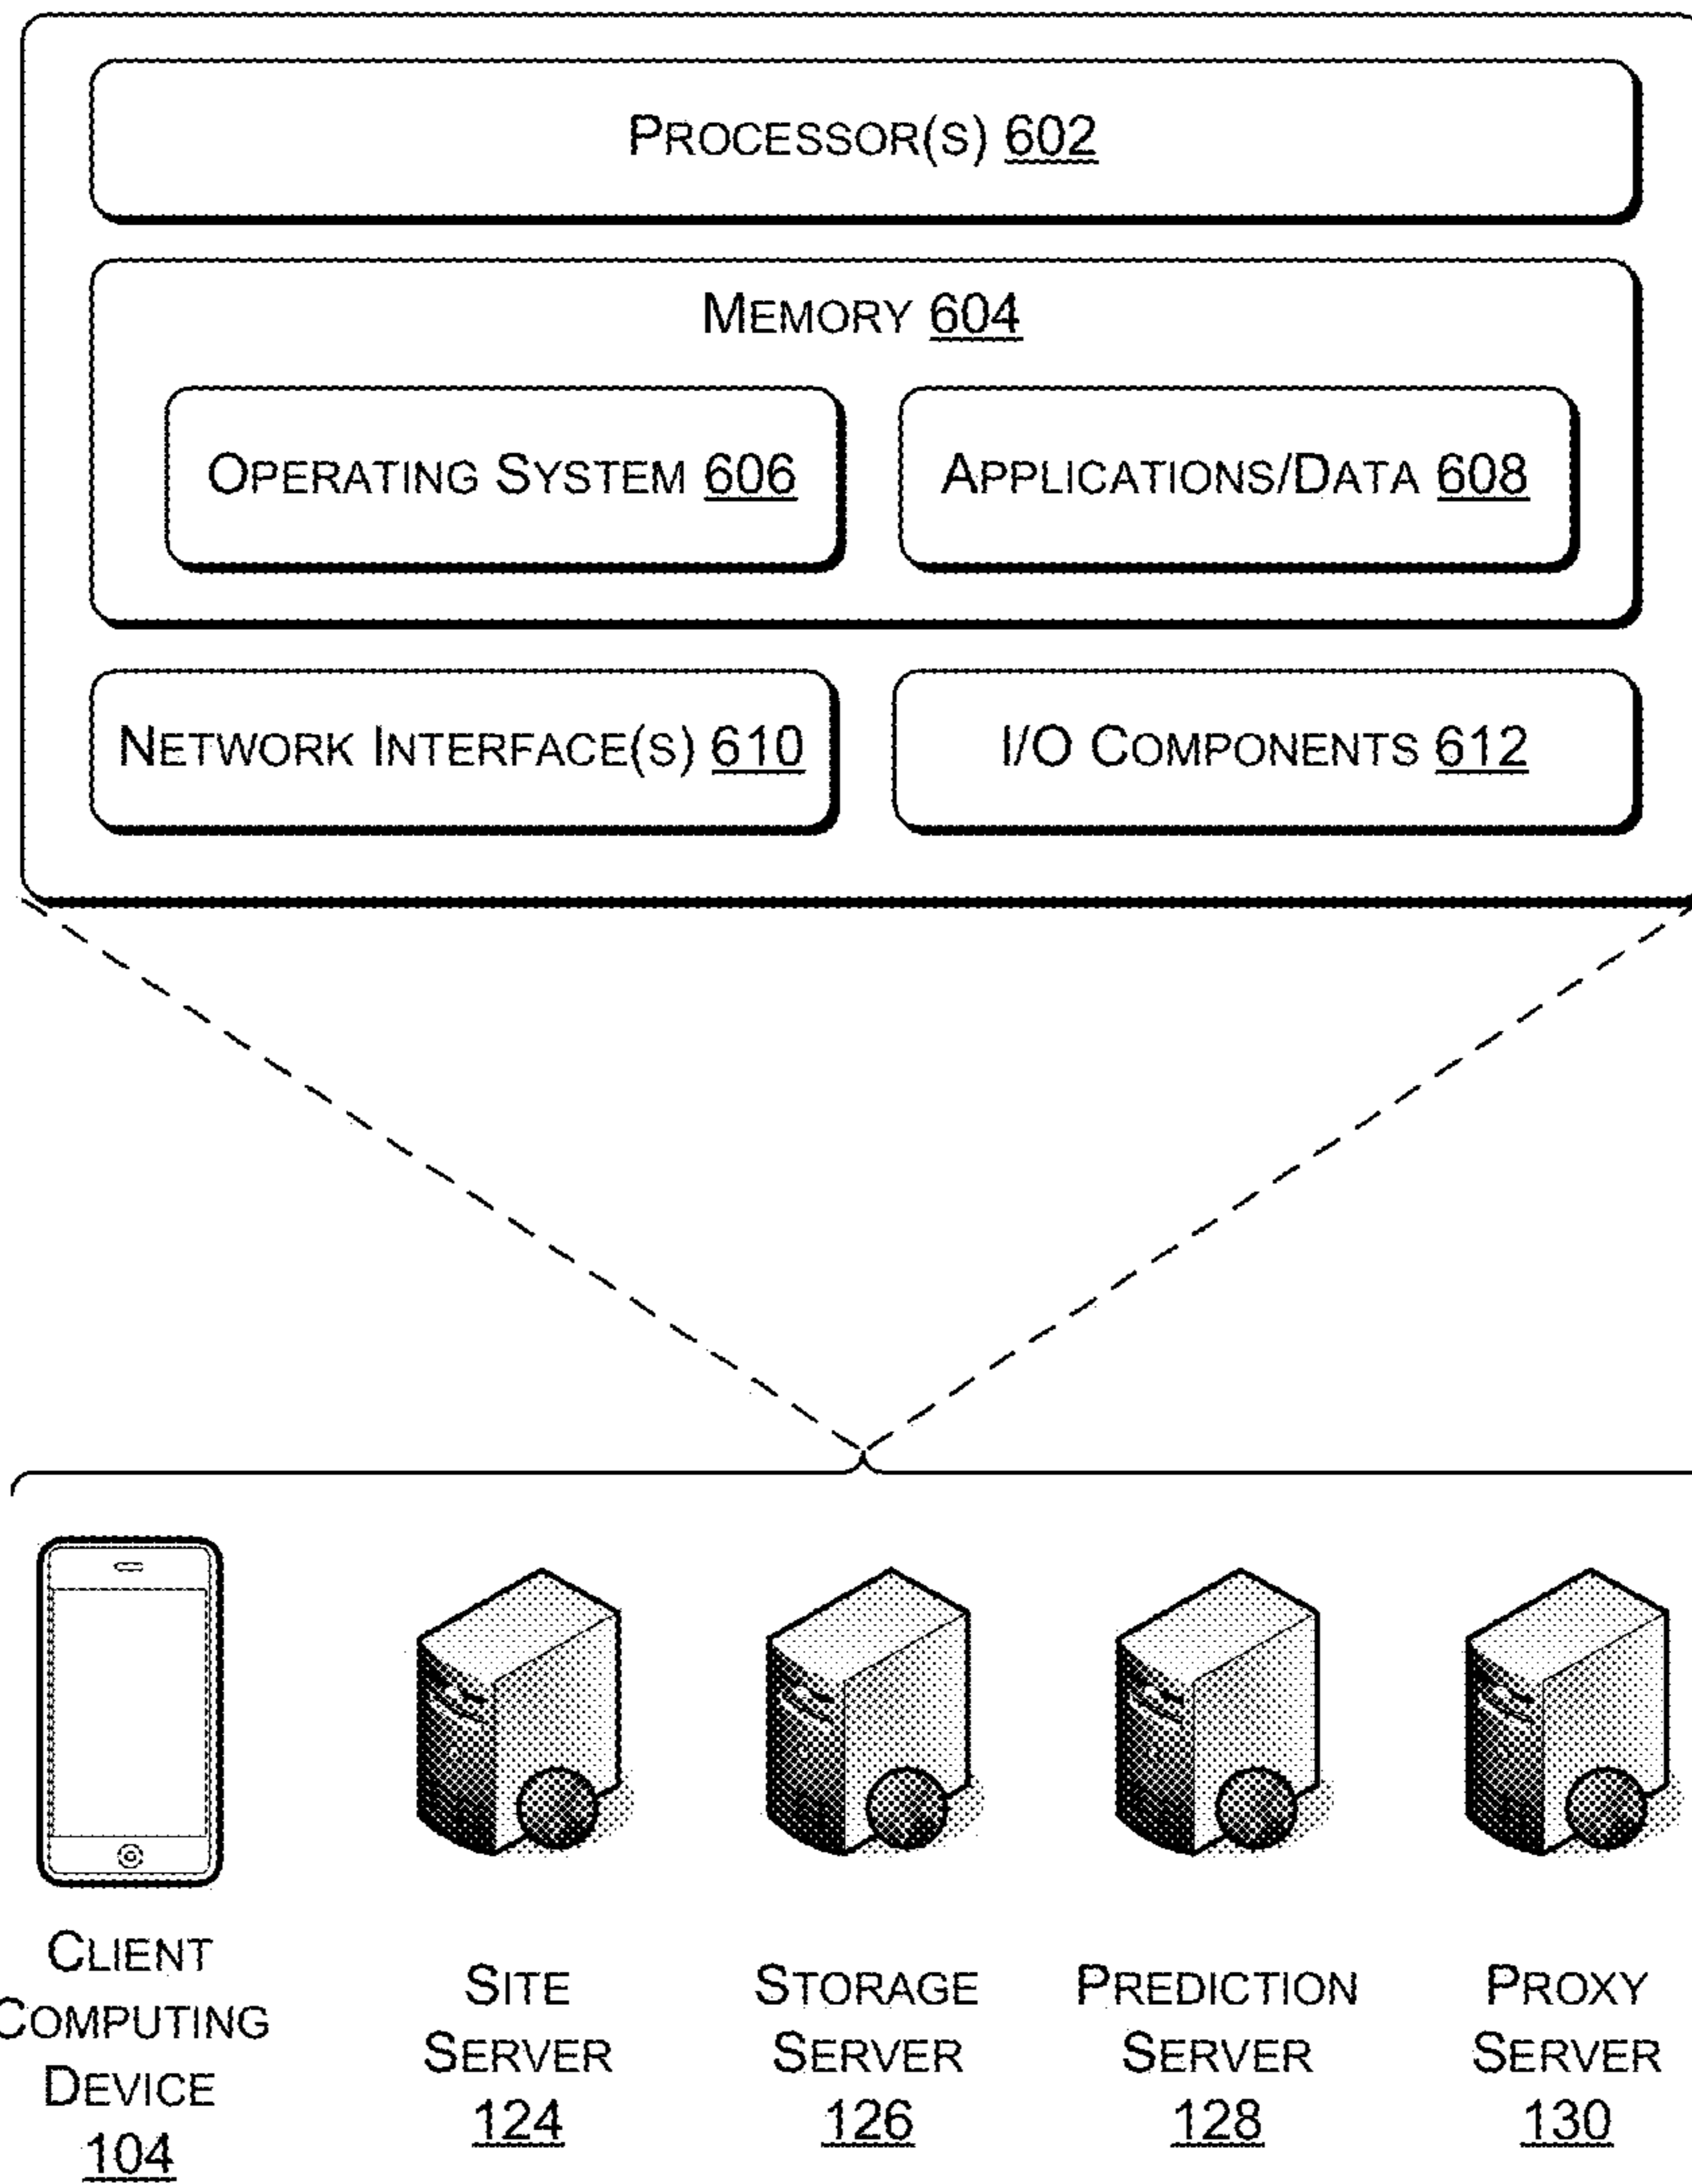 PROCESSOR(S) 602
MEMORY 604
OPERATING SYSTEM 606
APPLICATIONS/DATA 608
NETWORK INTERFACE(S) 610
I/O COMPONENTS 612
CLIENT
COMPUTING
DEVICE
104
SITE
SERVER
124
STORAGE
SERVER
126
PREDICTION
SERVER
128
PROXY
SERVER
130